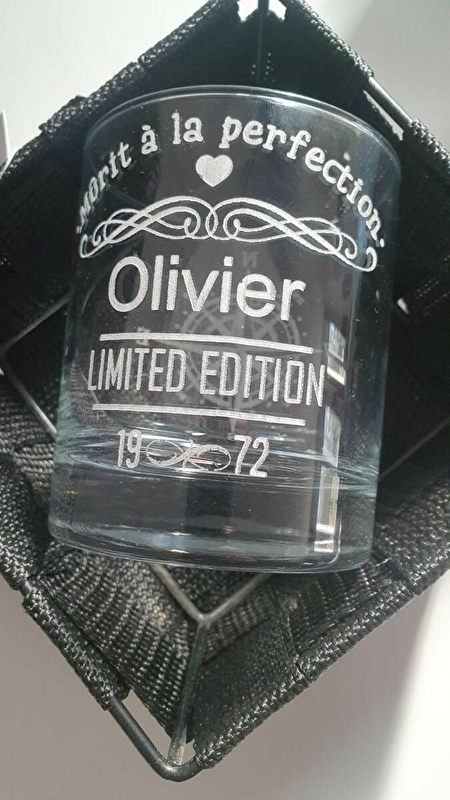 .Mûrit à la perfection.
Olivier
LIMITED EDITION
19 72